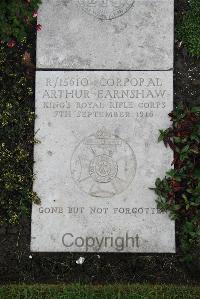 R/15610 CORPORAL
ARTHUR EARNSHAW
KING'S ROYAL RIFLE CORPS
7TH SEPTEMBER 1916
GONE BUT NOT FORGOTTEN
Copyright